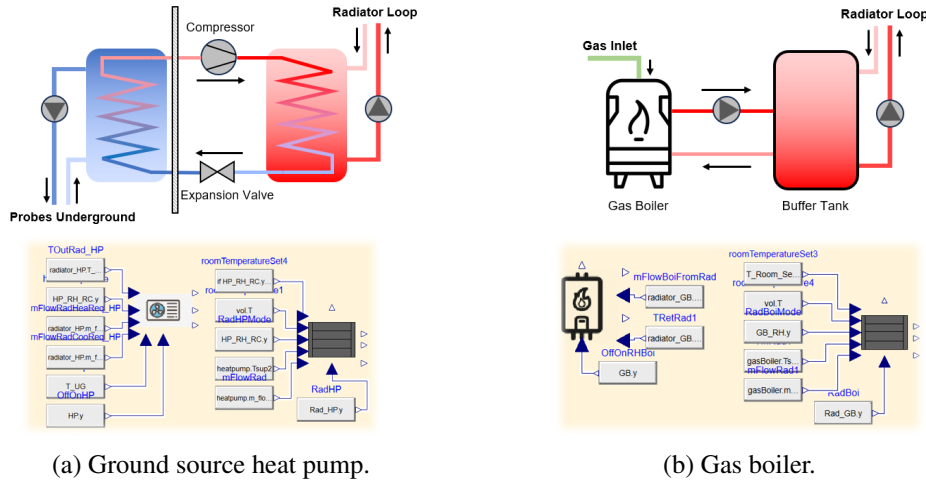 Compressor
Radiator Loop
Expansion Valve
Probes Underground
TOutRad_HP
radiator_HP.T_...
HP_RH_RC.y
mFlowRadHeaReq_HP
radiator_HP.m_f...
mFlowRadCooReq_HP
radiator_HP.m_f...
T_UG
OffOnHP
HP.y
roomTemperatureSet4
if HP_RH_RC.y...
vol.T
RadHPMode
HP_RH_RC.y
heatpump.Tsup2
mFlowRad
heatpump.m_flo...
RadHP
Rad_HP.y
(a) Ground source heat pump.
Radiator Loop
Gas Inlet
Gas Boiler
Buffer Tank
mFlowBoiFromRad
radiator_GB....
TRetRad1
radiator_GB....
OffOnRHBoi
GB.y
roomTemperatureSet3
T_Room_Se...
vol.T
RadBoiMode
GB_RH.y
gasBoiler.Ts...
mFlowRad1
gasBoiler.m...
RadBoi
Rad_GB.y
(b) Gas boiler.